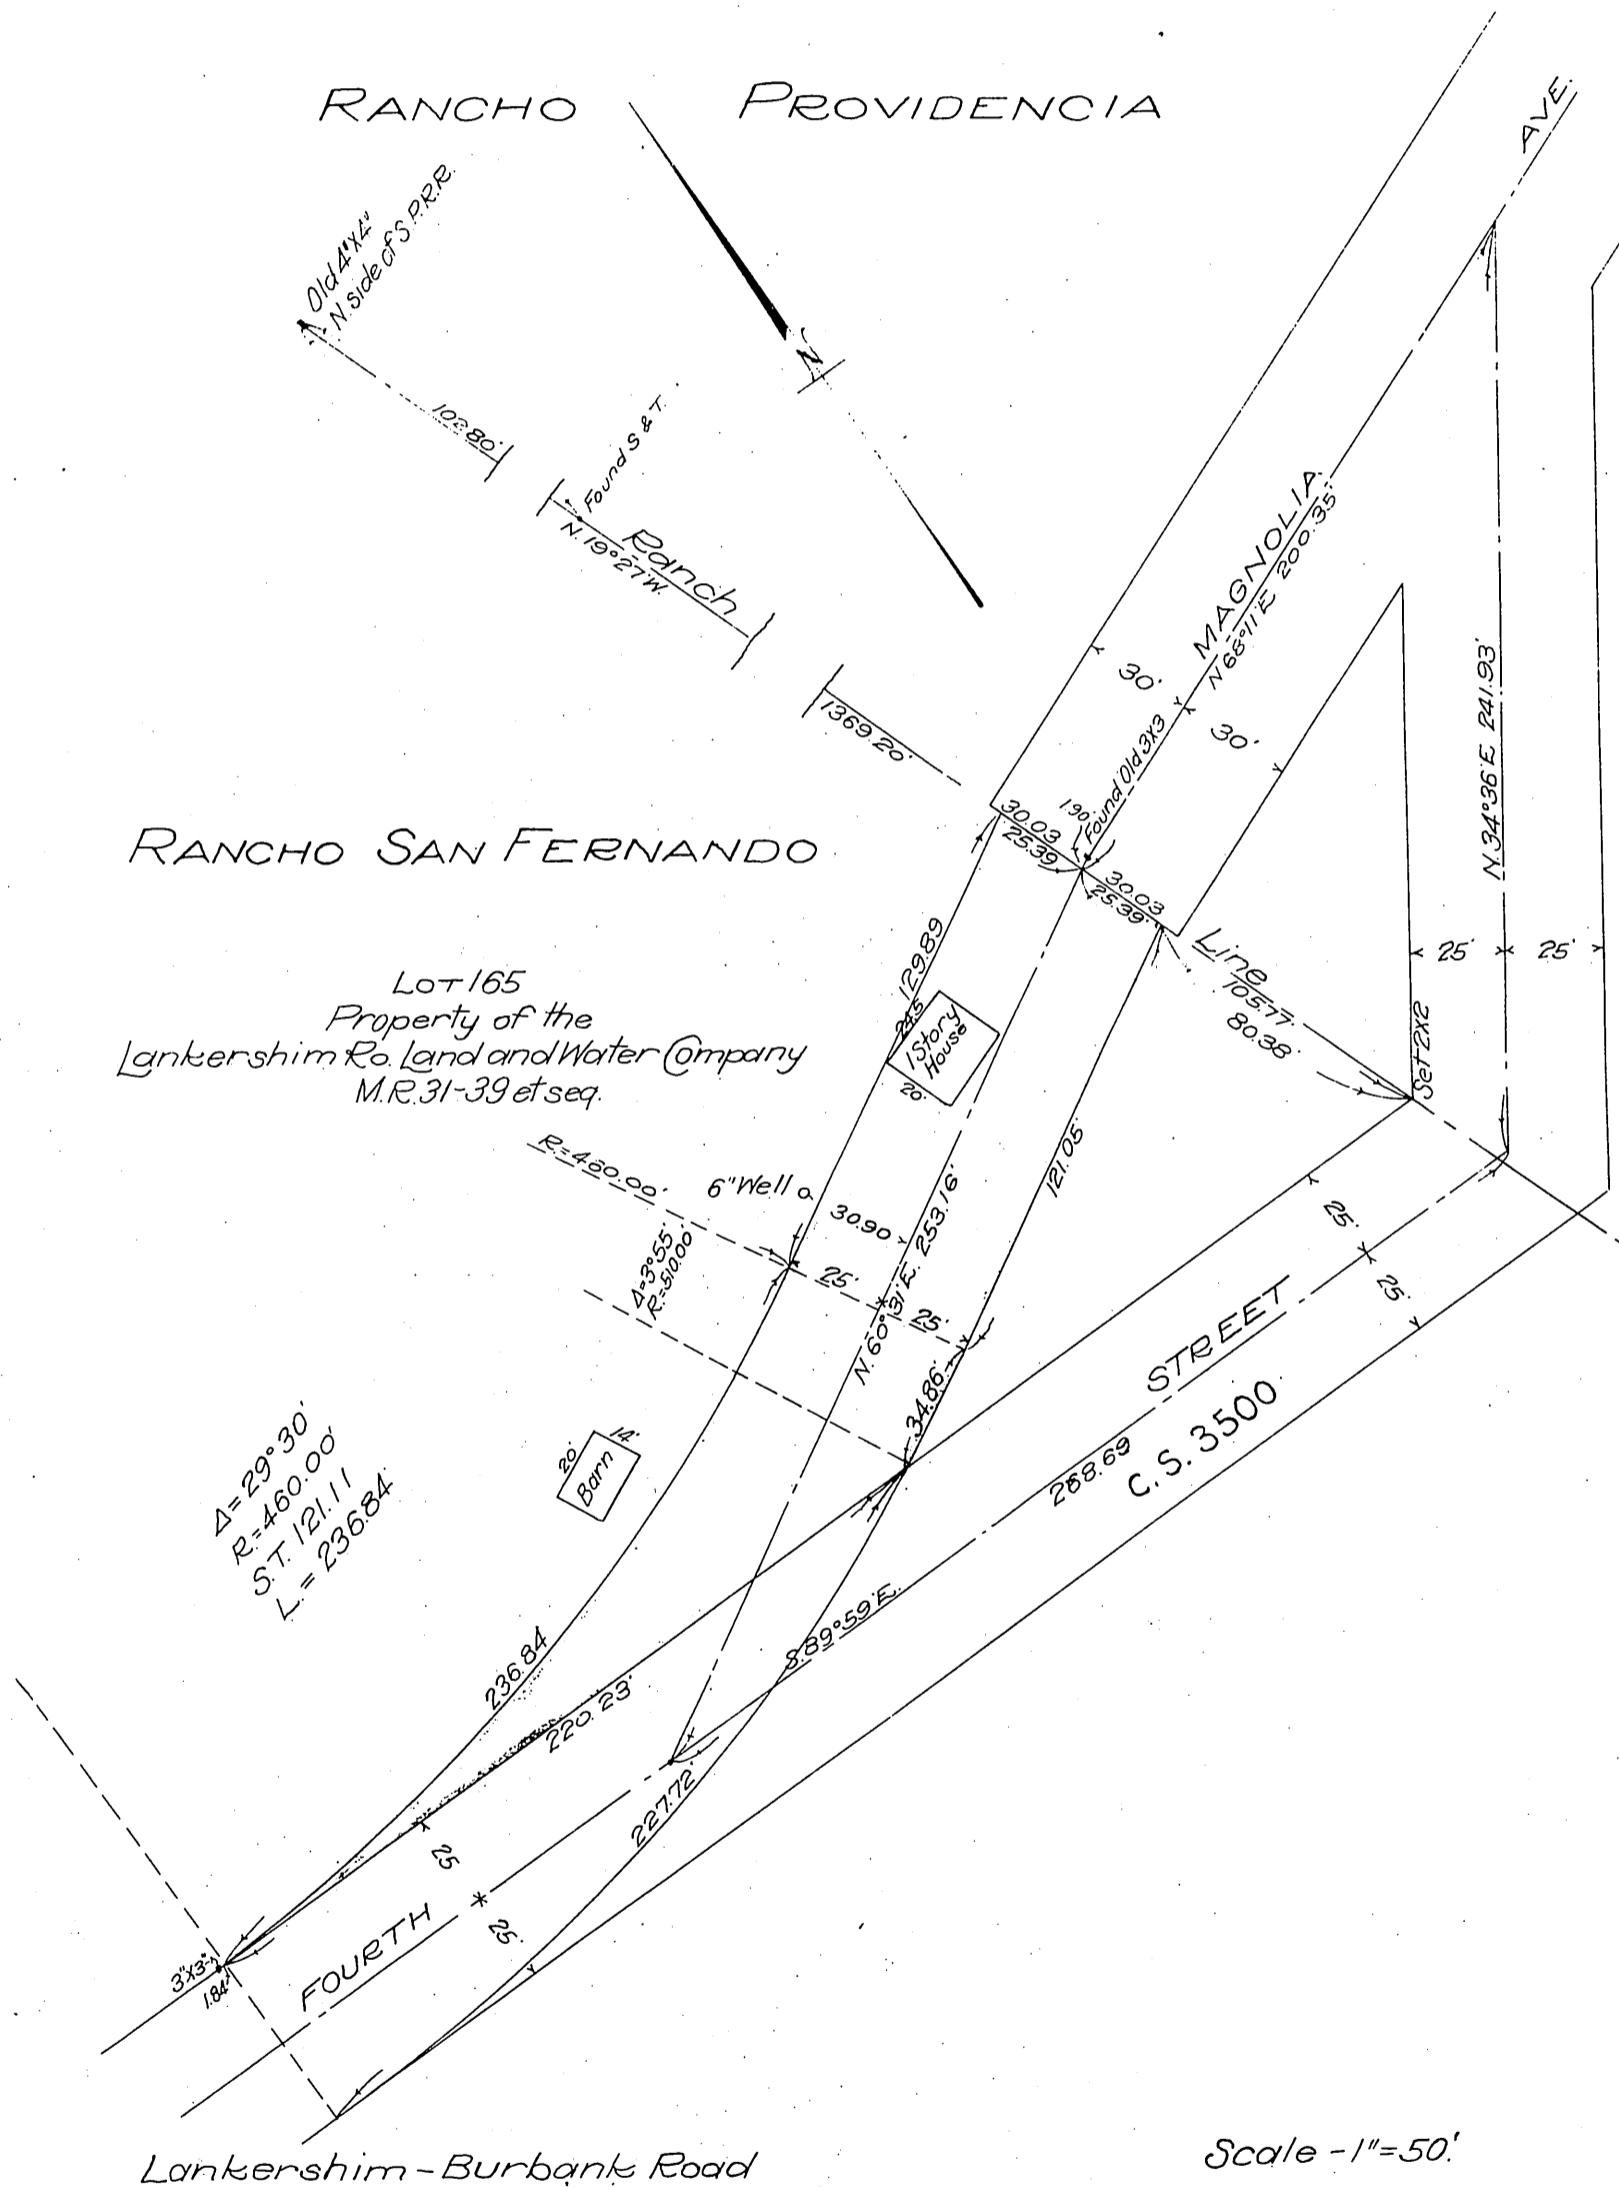 RANCHO PROVIDENCIA
AVE.
Old 4"X4"
N. side of S.P.R.R.
N
102.80'
Found S & T.
Ranch
N. 19°27'W.
1369.20'
MAGNOLIA
N 68°11'E 200.35'
30'
30'
Found Old 3x3
1.90'
30.03
25.39
30.03
25.39'
N. 34°36'E 241.93'
RANCHO SAN FERNANDO
Line
105.77'
80.38'
25'
25'
Set 2x2
129.89
LOT 165
Property of the
Lankershim Ro. Land and Water Company
M.R. 31-39 et seq.
24.5
1 Story
House
20'
R=460.00'
6" Well
30.90
121.05'
Δ=3°55'
R=510.00'
25'
25'
N. 60°31'E. 253.16'
34.86'
25'
25'
STREET
C.S. 3500
268.69
S.89°59'E.
20'
14'
Barn
Δ=29°30'
R=460.00'
S.T. 121.11
L.=236.84'
236.84
220.23'
227.72'
25
25'
FOURTH
3"x3"
1.84'
Lankershim-Burbank Road
Scale - 1"=50'